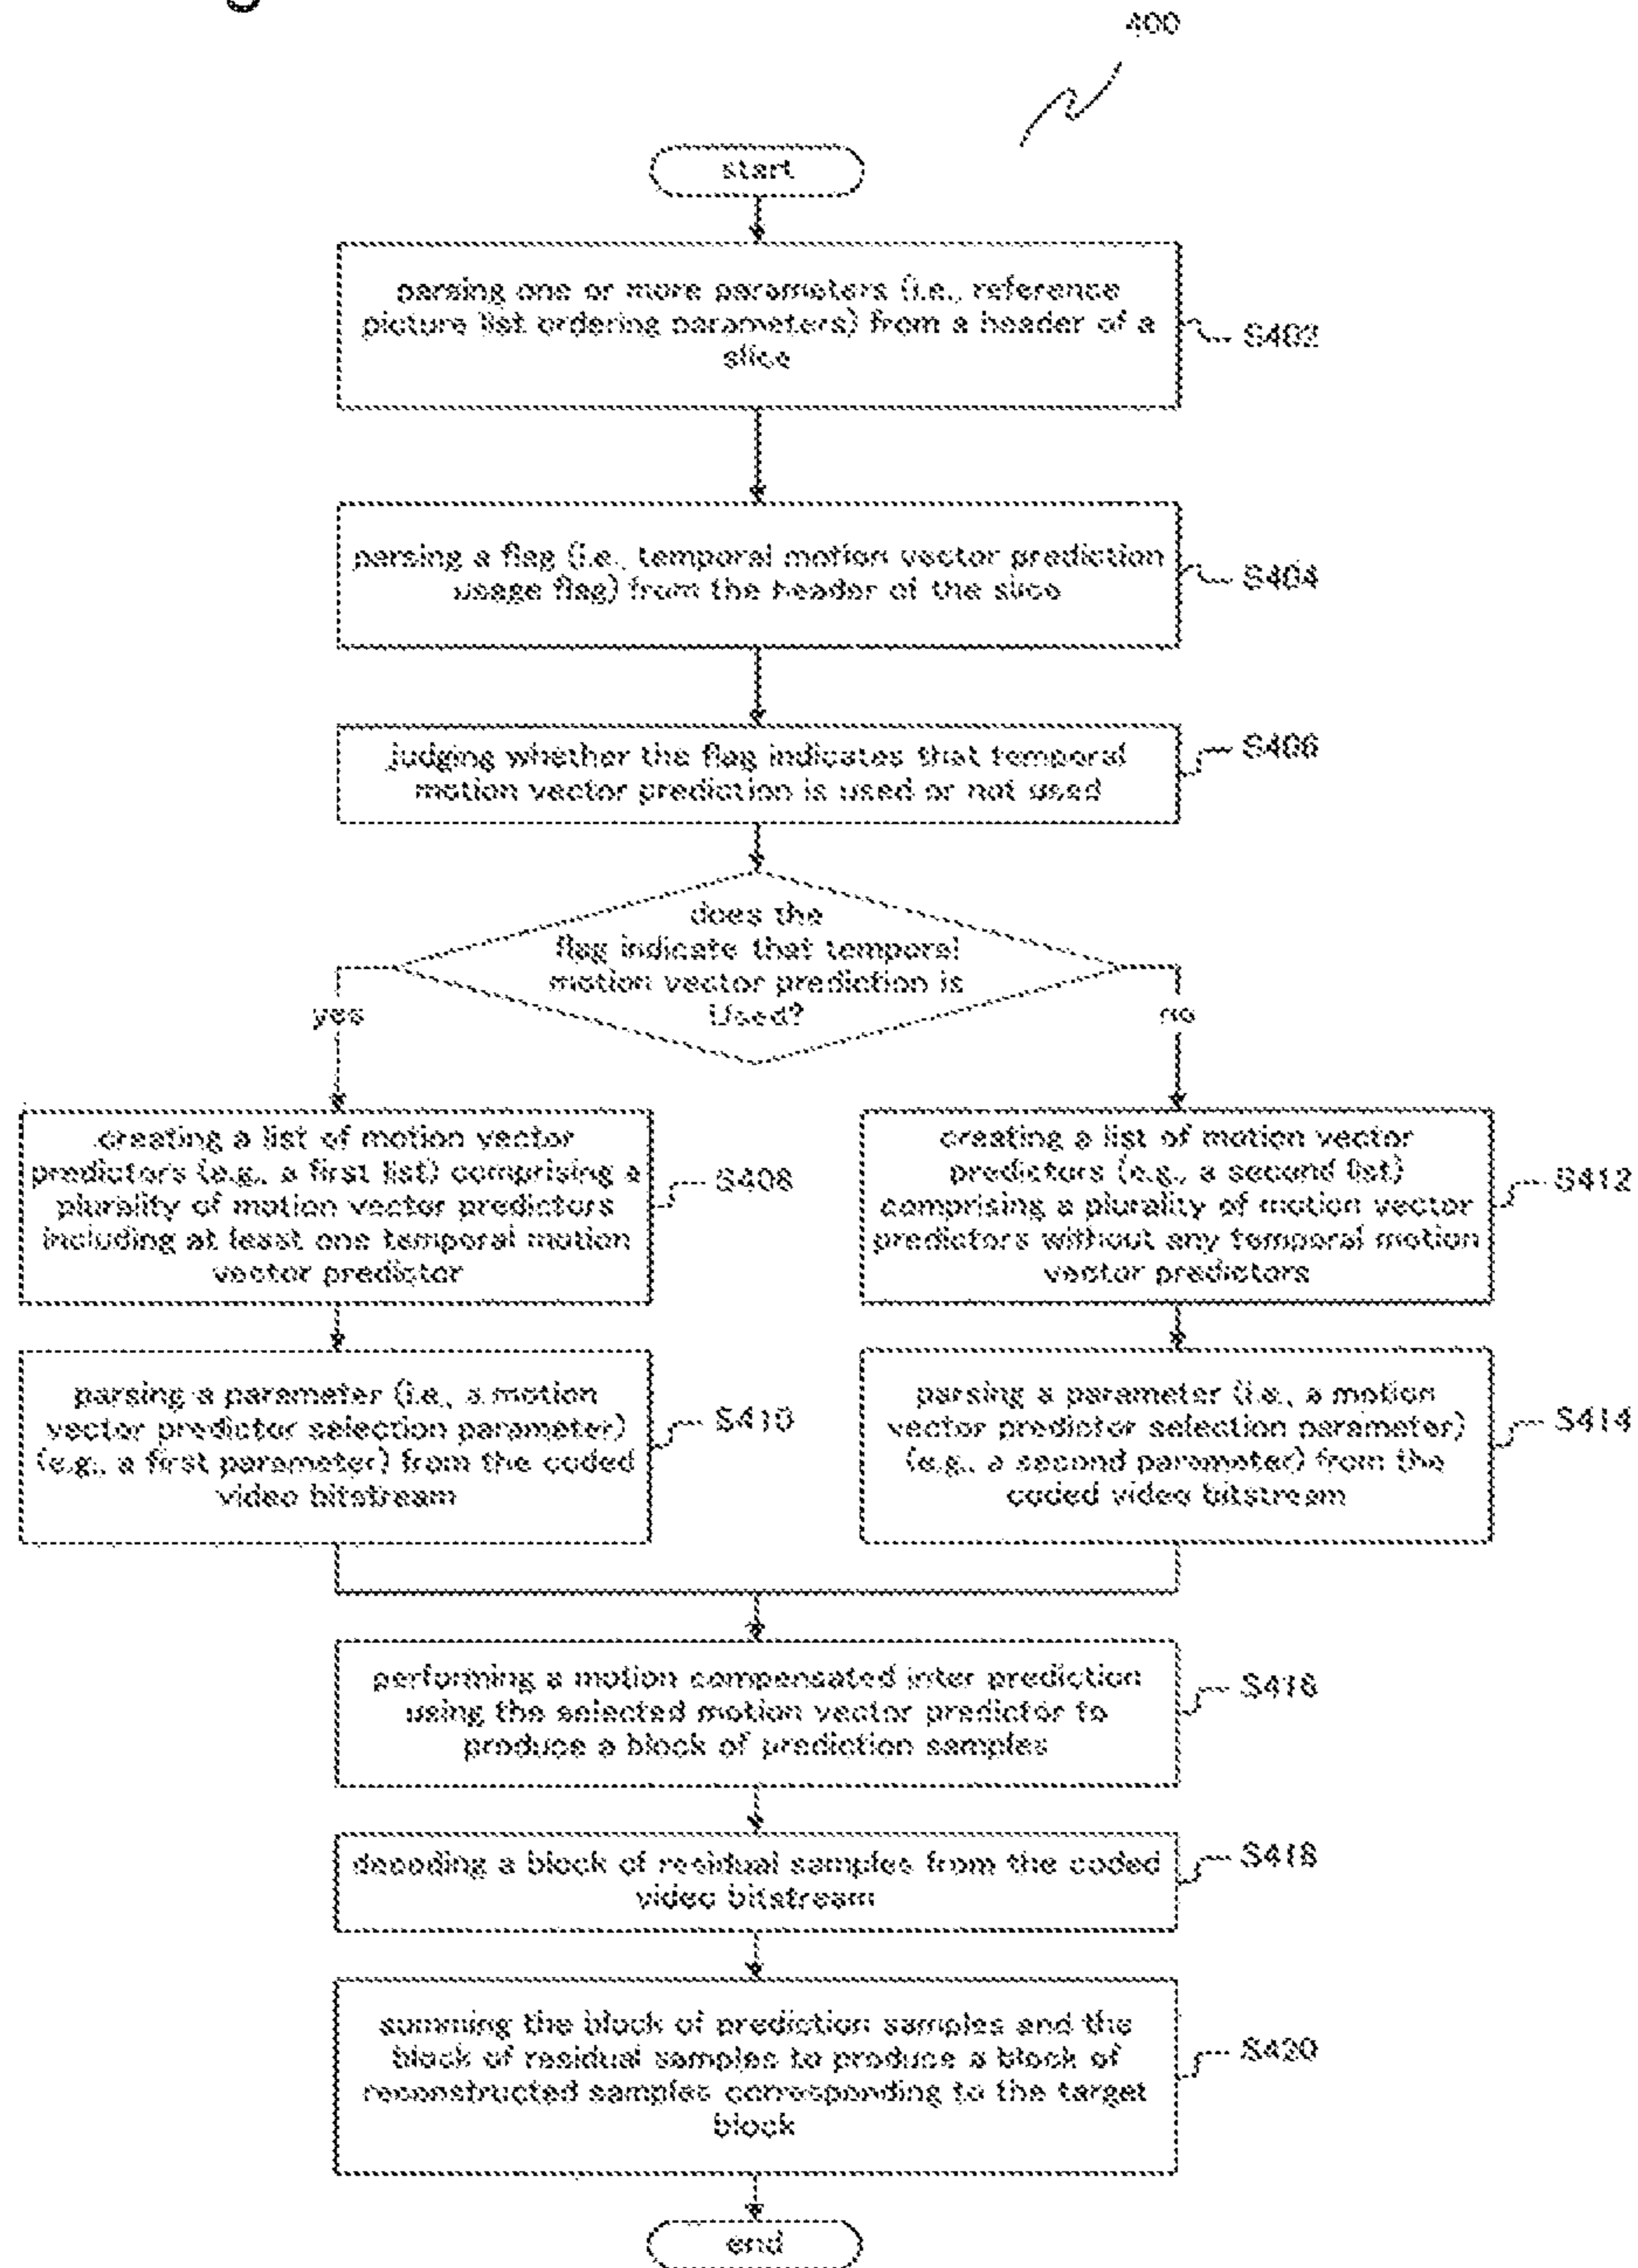 400
start
parsing one or more parameters (i.e., reference
picture list ordering parameters) from a header of a
slice
S402
parsing a flag (i.e., temporal motion vector prediction
usage flag) from the header of the slice
S404
judging whether the flag indicates that temporal
motion vector prediction is used or not used
S406
does the
flag indicate that temporal
motion vector prediction is
Used?
yes
no
creating a list of motion vector
predictors (e.g., a first list) comprising a
plurality of motion vector predictors
including at least one temporal motion
vector predictor
S408
creating a list of motion vector
predictors (e.g., a second list)
comprising a plurality of motion vector
predictors without any temporal motion
vector predictors
S412
parsing a parameter (i.e., a motion
vector predictor selection parameter)
(e.g., a first parameter) from the coded
video bitstream
S410
parsing a parameter (i.e., a motion
vector predictor selection parameter)
(e.g., a second parameter) from the
coded video bitstream
S414
performing a motion compensated inter prediction
using the selected motion vector predictor to
produce a block of prediction samples
S416
decoding a block of residual samples from the coded
video bitstream
S418
summing the block of prediction samples and the
block of residual samples to produce a block of
reconstructed samples corresponding to the target
block
S420
end